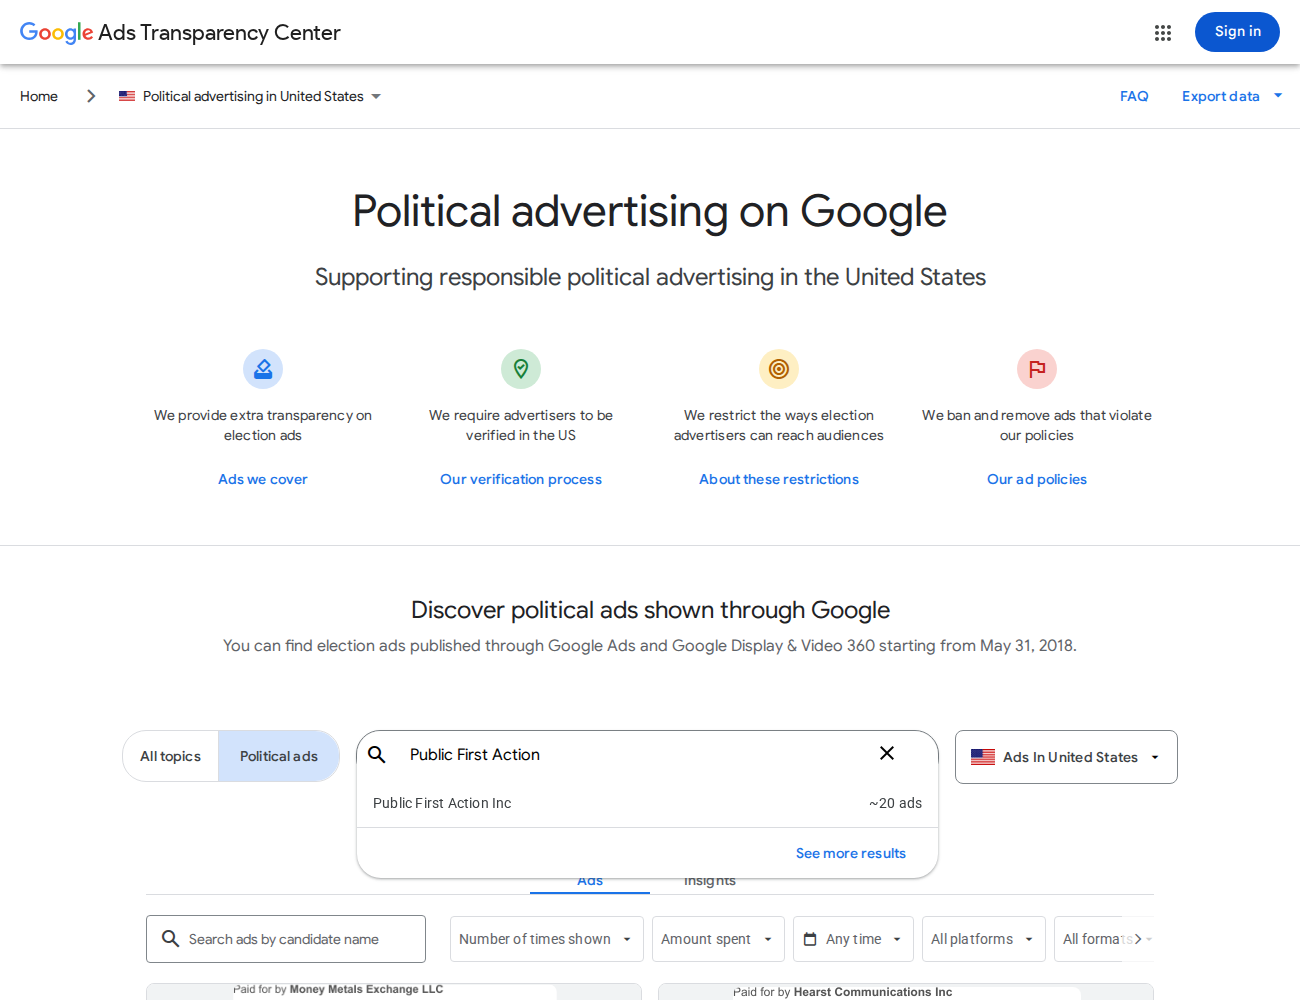 Google Ads Transparency Center
Sign in
Home
Political advertising in United States
FAQ
Export data
Political advertising on Google
Supporting responsible political advertising in the United States
We provide extra transparency on
election ads
Ads we cover
We require advertisers to be
verified in the US
Our verification process
We restrict the ways election
advertisers can reach audiences
About these restrictions
We ban and remove ads that violate
our policies
Our ad policies
Discover political ads shown through Google
You can find election ads published through Google Ads and Google Display & Video 360 starting from May 31, 2018.
All topics
Political ads
Public First Action
Ads In United States
Public First Action Inc
~20 ads
See more results
Ads
Insights
Search ads by candidate name
Number of times shown
Amount spent
Any time
All platforms
All formats
Paid for by Money Metals Exchange LLC
Paid for by Hearst Communications Inc